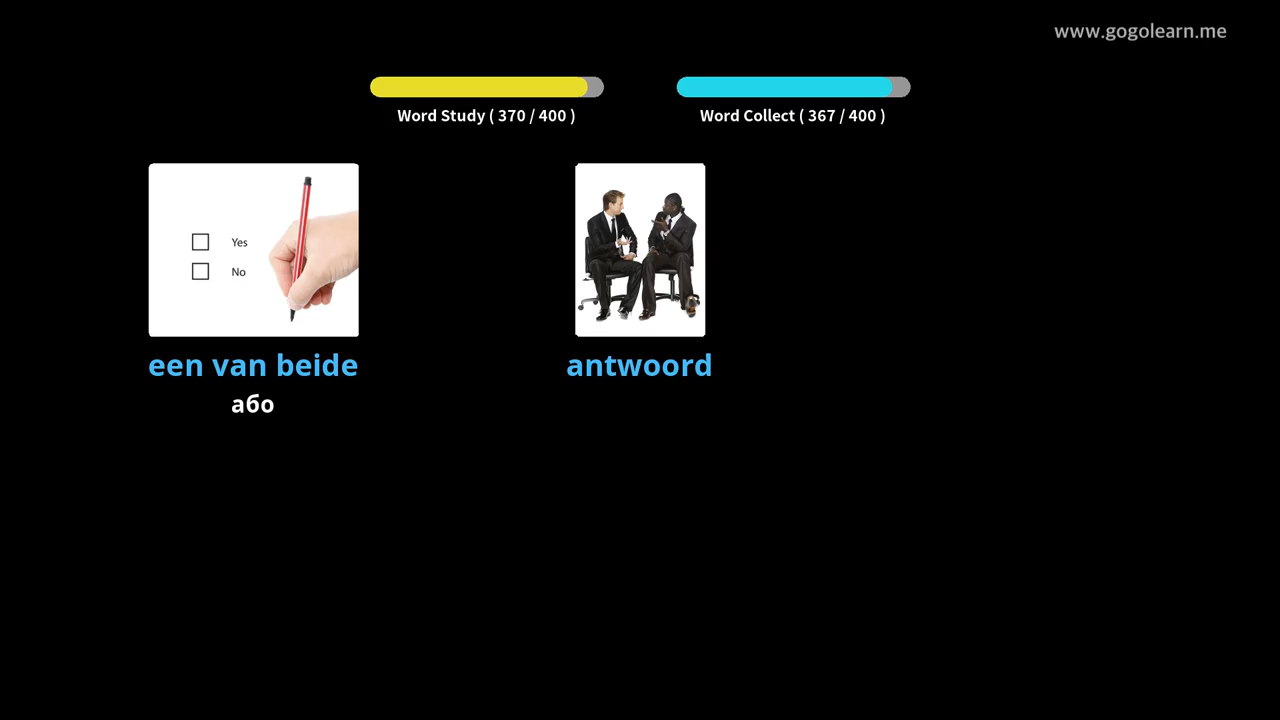 www.gogolearn.me
Word Study ( 370 / 400 )
Word Collect ( 367 / 400 )
Yes
No
een van beide
antwoord
або